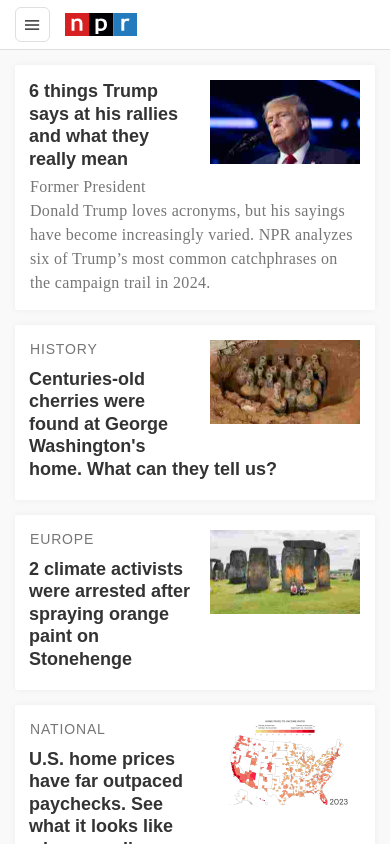 npr
6 things Trump
says at his rallies
and what they
really mean
Former President
Donald Trump loves acronyms, but his sayings
have become increasingly varied. NPR analyzes
six of Trump’s most common catchphrases on
the campaign trail in 2024.
HISTORY
Centuries-old
cherries were
found at George
Washington's
home. What can they tell us?
EUROPE
2 climate activists
were arrested after
spraying orange
paint on
Stonehenge
NATIONAL
U.S. home prices
have far outpaced
paychecks. See
what it looks like
2023